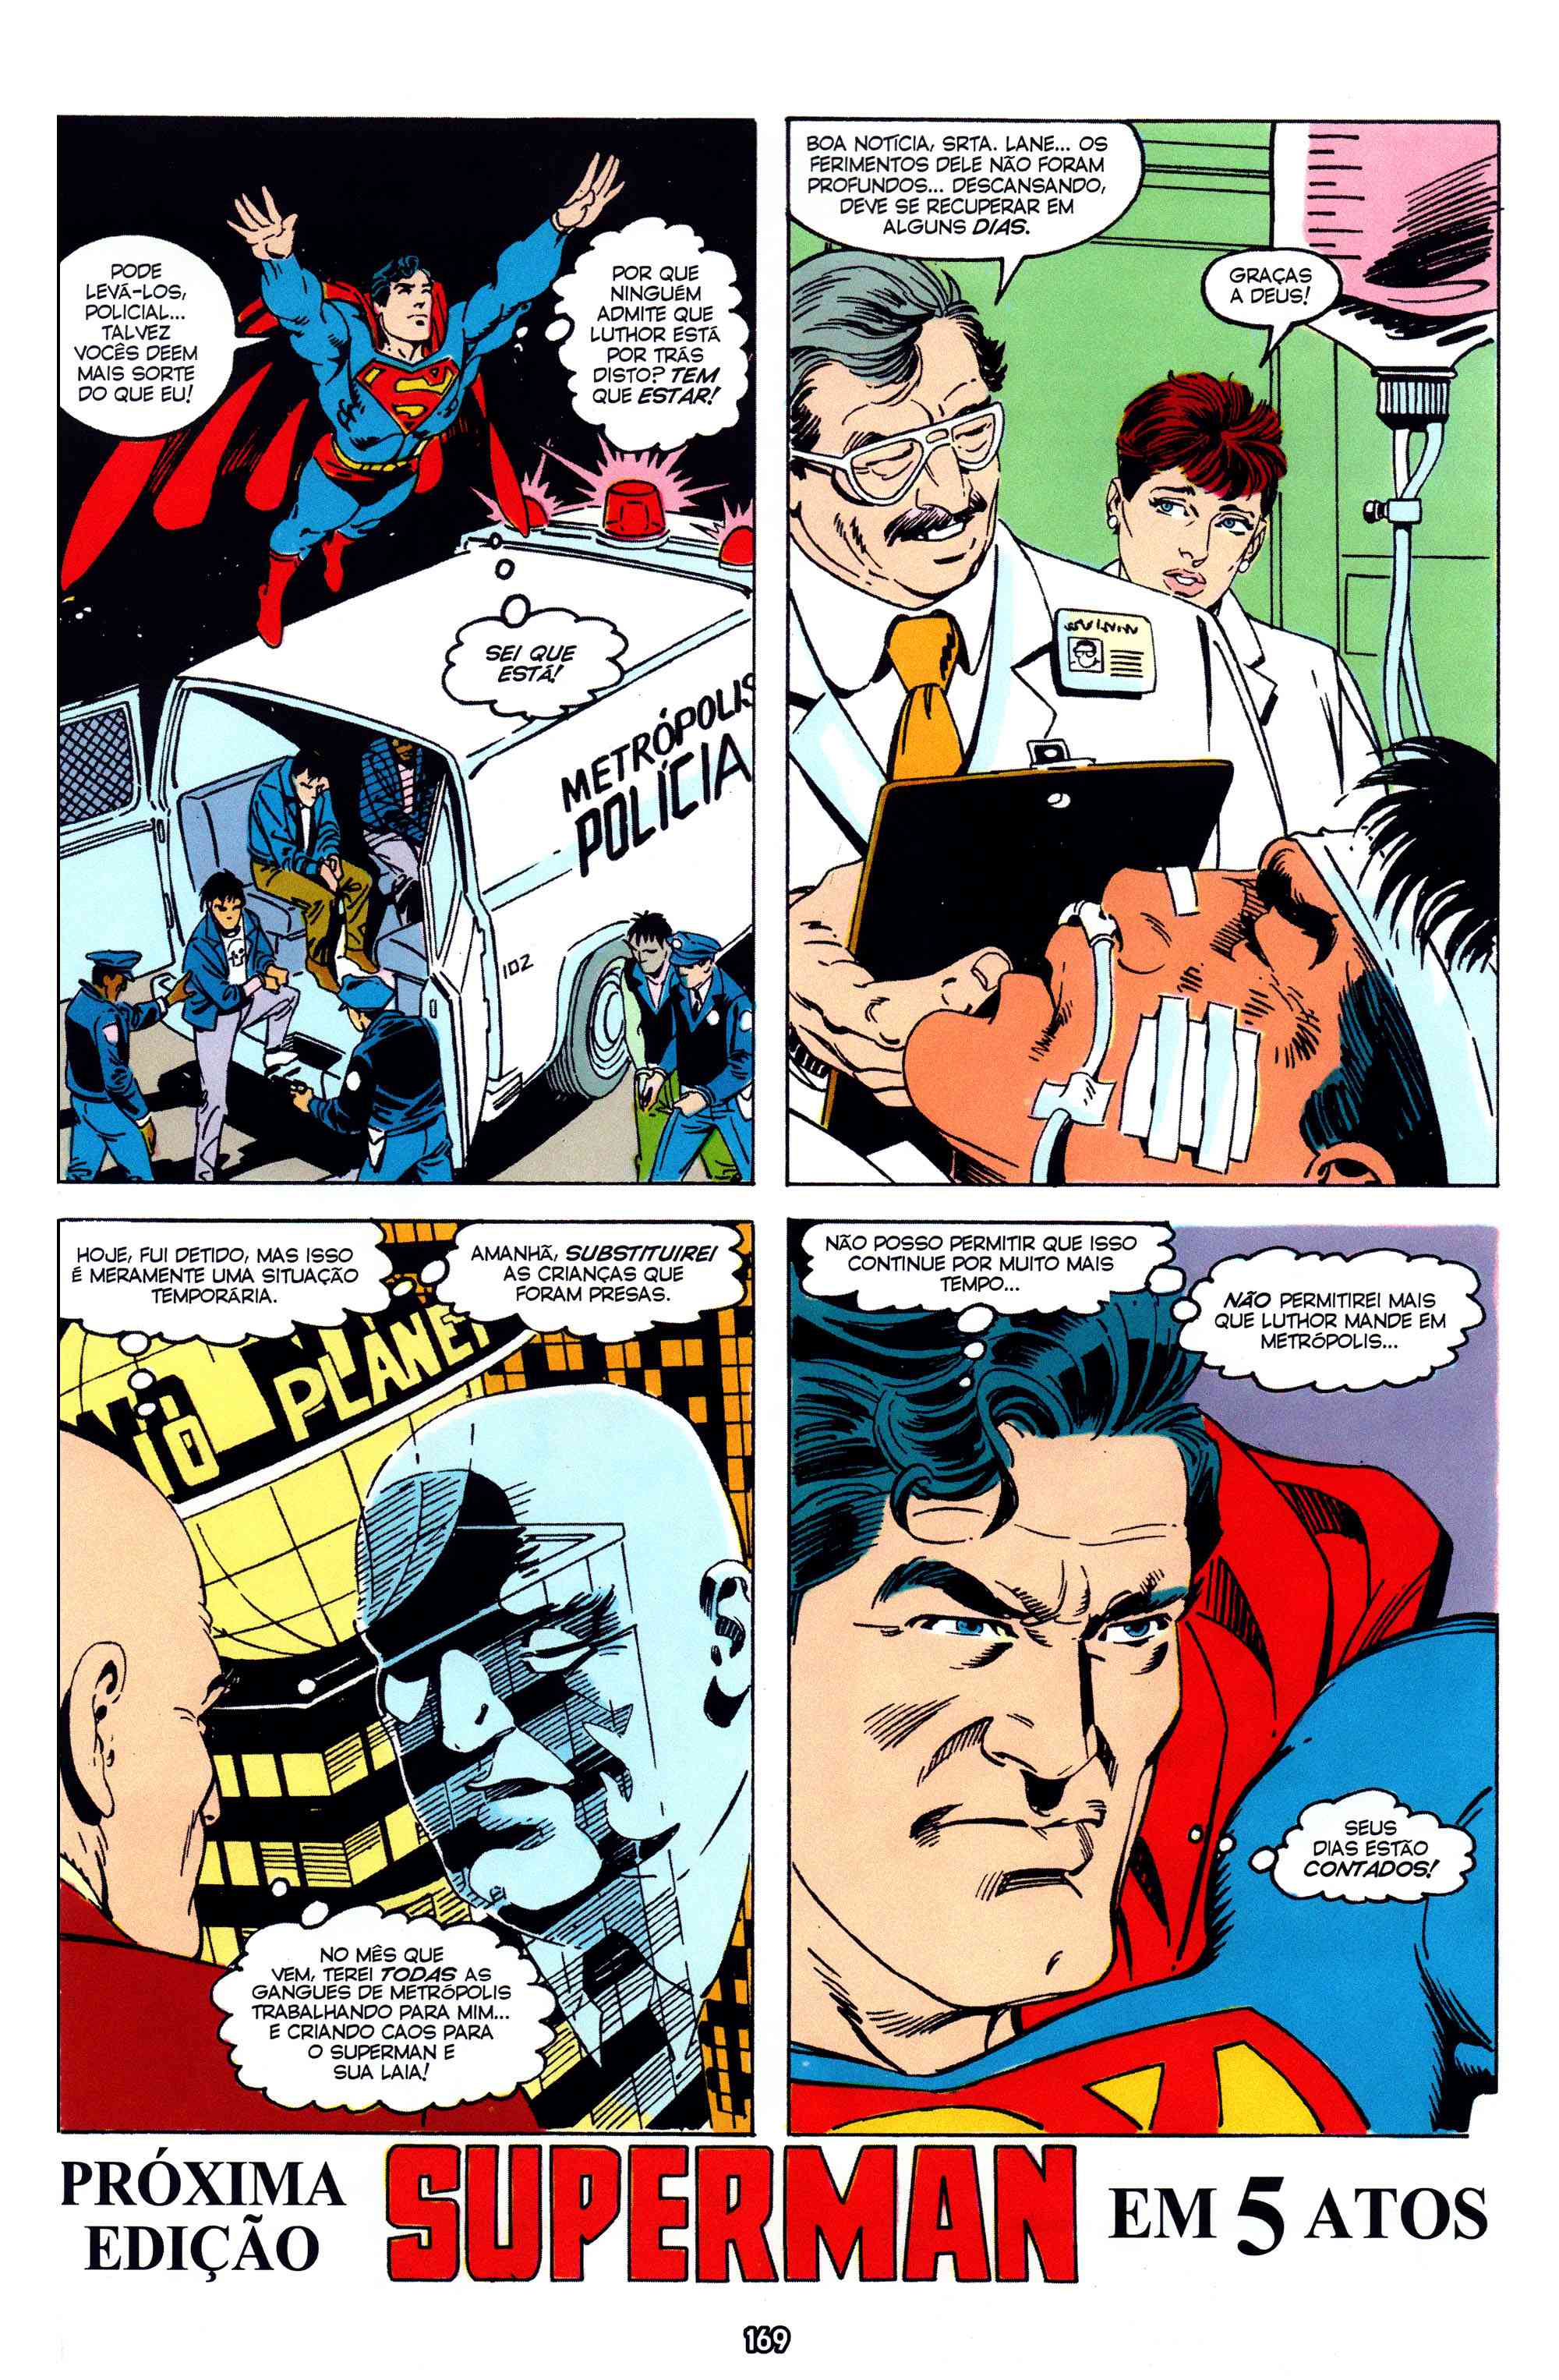 PODE
LEVÁ-LOS,
POLICIAL...
TALVEZ
VOCÊS DEEM
MAIS SORTE
DO QUE EU!
POR QUE
NINGUÉM
ADMITE QUE
LUTHOR ESTÁ
POR TRÁS
DISTO? TEM
QUE ESTAR!
SEI QUE
ESTÁ!
METRÓPOLIS
POLÍCIA
102
BOA NOTÍCIA, SRTA. LANE... OS
FERIMENTOS DELE NÃO FORAM
PROFUNDOS... DESCANSANDO,
DEVE SE RECUPERAR EM
ALGUNS DIAS.
GRAÇAS
A DEUS!
HOJE, FUI DETIDO, MAS ISSO
É MERAMENTE UMA SITUAÇÃO
TEMPORÁRIA.
AMANHÃ, SUBSTITUIREI
AS CRIANÇAS QUE
FORAM PRESAS.
PLANET
NO MÊS QUE
VEM, TEREI TODAS AS
GANGUES DE METRÓPOLIS
TRABALHANDO PARA MIM...
E CRIANDO CAOS PARA
O SUPERMAN E
SUA LAIA!
NÃO POSSO PERMITIR QUE ISSO
CONTINUE POR MUITO MAIS
TEMPO...
NÃO PERMITIREI MAIS
QUE LUTHOR MANDE EM
METRÓPOLIS...
SEUS
DIAS ESTÃO
CONTADOS!
PRÓXIMA
EDIÇÃO
SUPERMAN
EM 5 ATOS
169